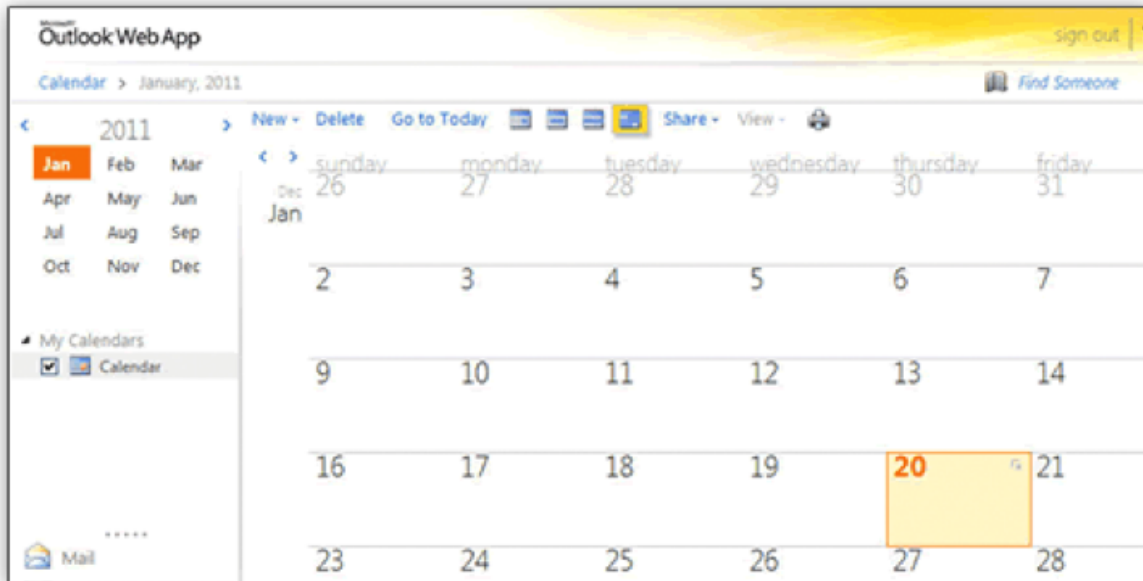 Microsoft
Outlook Web App
sign out
Calendar > January, 2011
Find Someone
2011
Jan Feb Mar
Apr May Jun
Jul Aug Sep
Oct Nov Dec
My Calendars
Calendar
Mail
New Delete Go to Today Share View
sunday monday tuesday wednesday thursday friday
Dec 26 27 28 29 30 31
Jan
2 3 4 5 6 7
9 10 11 12 13 14
16 17 18 19 20 21
23 24 25 26 27 28